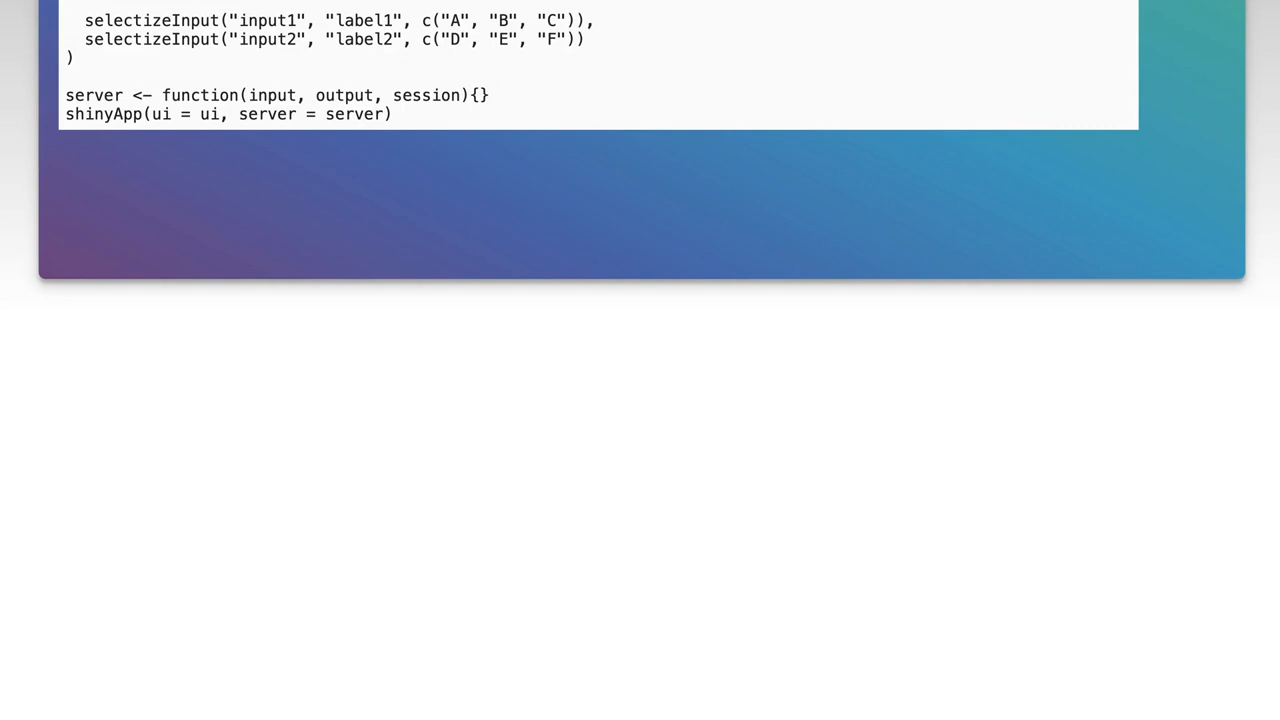 selectizeInput("input1", "label1", c("A", "B", "C")),
selectizeInput("input2", "label2", c("D", "E", "F"))
)
server <- function(input, output, session){}
shinyApp(ui = ui, server = server)